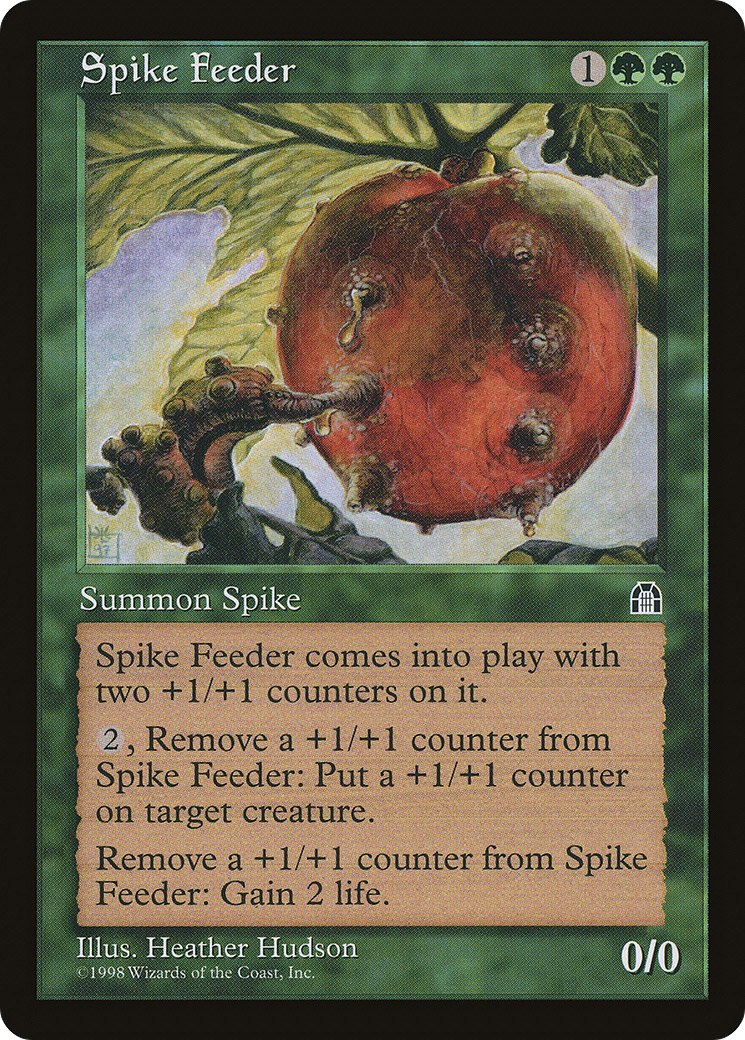 Spike Feeder 1
Summon Spike
Spike Feeder comes into play with
two +1/+1 counters on it.
2, Remove a +1/+1 counter from
Spike Feeder: Put a +1/+1 counter
on target creature.
Remove a +1/+1 counter from Spike
Feeder: Gain 2 life.
Illus. Heather Hudson
©1998 Wizards of the Coast, Inc.
0/0